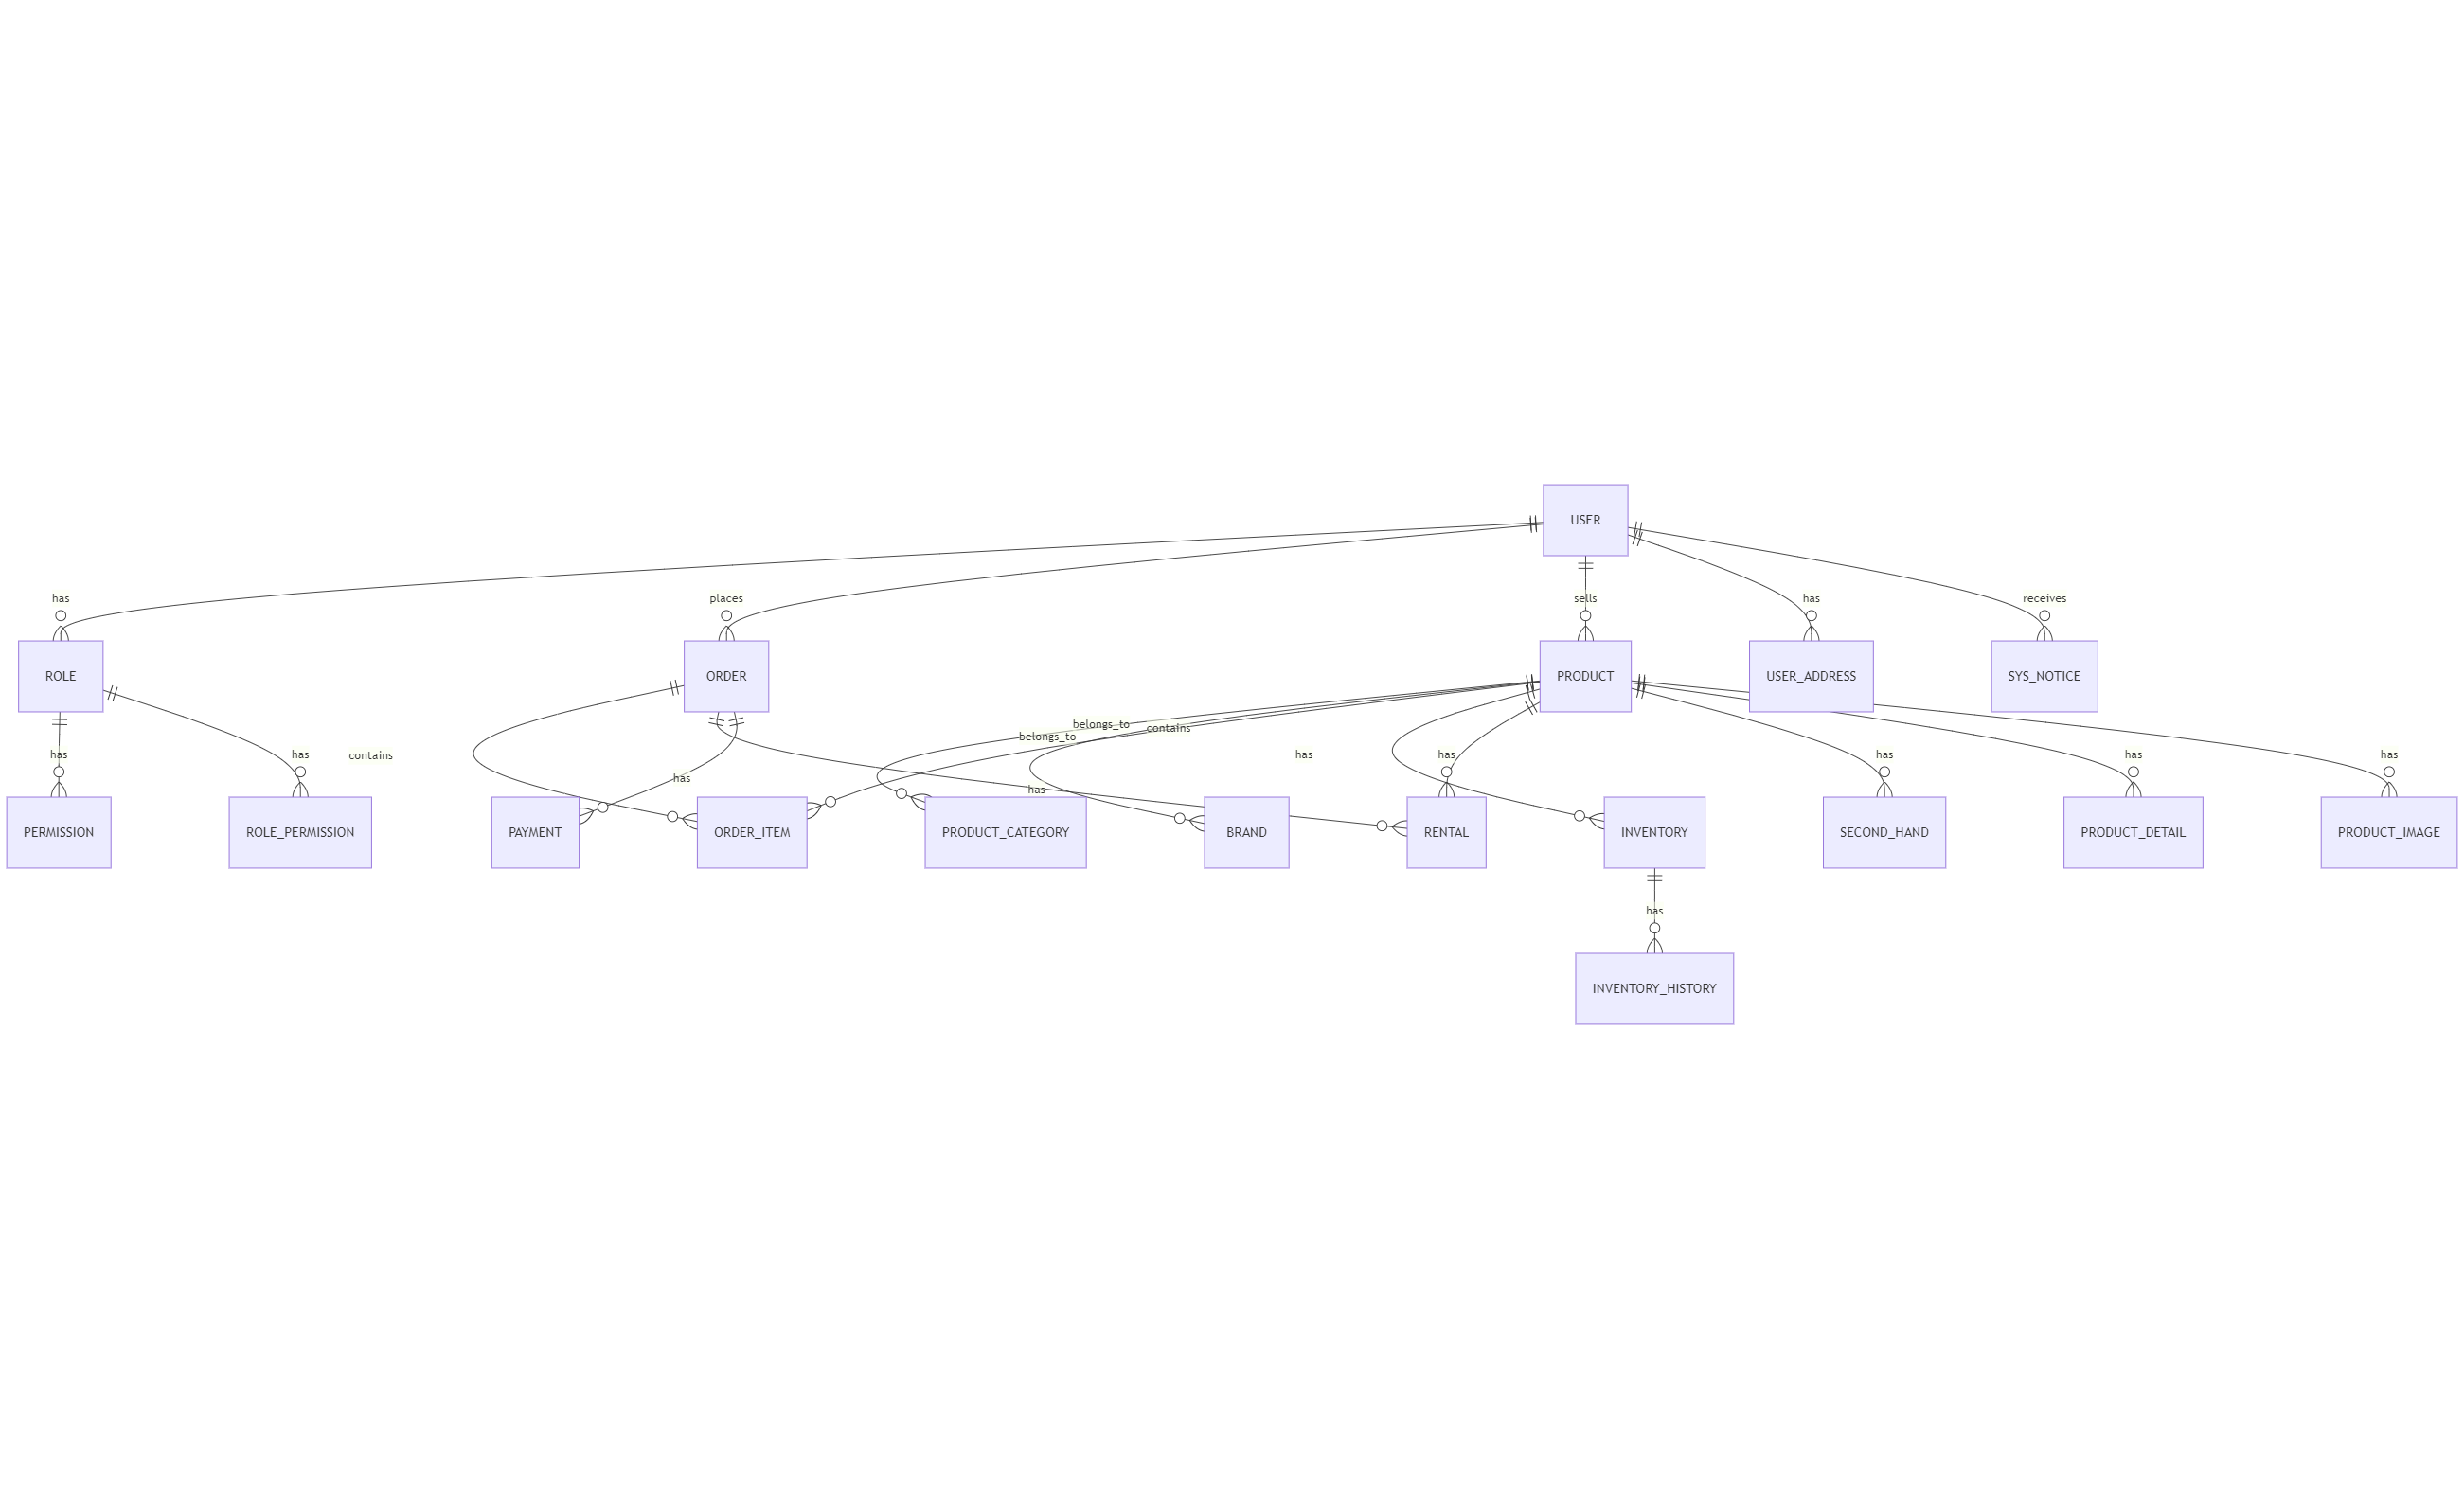 USER
has
places
sells
has
receives
ROLE
ORDER
PRODUCT
USER_ADDRESS
SYS_NOTICE
belongs_to
contains
belongs_to
has
has
contains
has
has
has
has
has
has
has
PERMISSION
ROLE_PERMISSION
PAYMENT
ORDER_ITEM
PRODUCT_CATEGORY
BRAND
RENTAL
INVENTORY
SECOND_HAND
PRODUCT_DETAIL
PRODUCT_IMAGE
has
INVENTORY_HISTORY